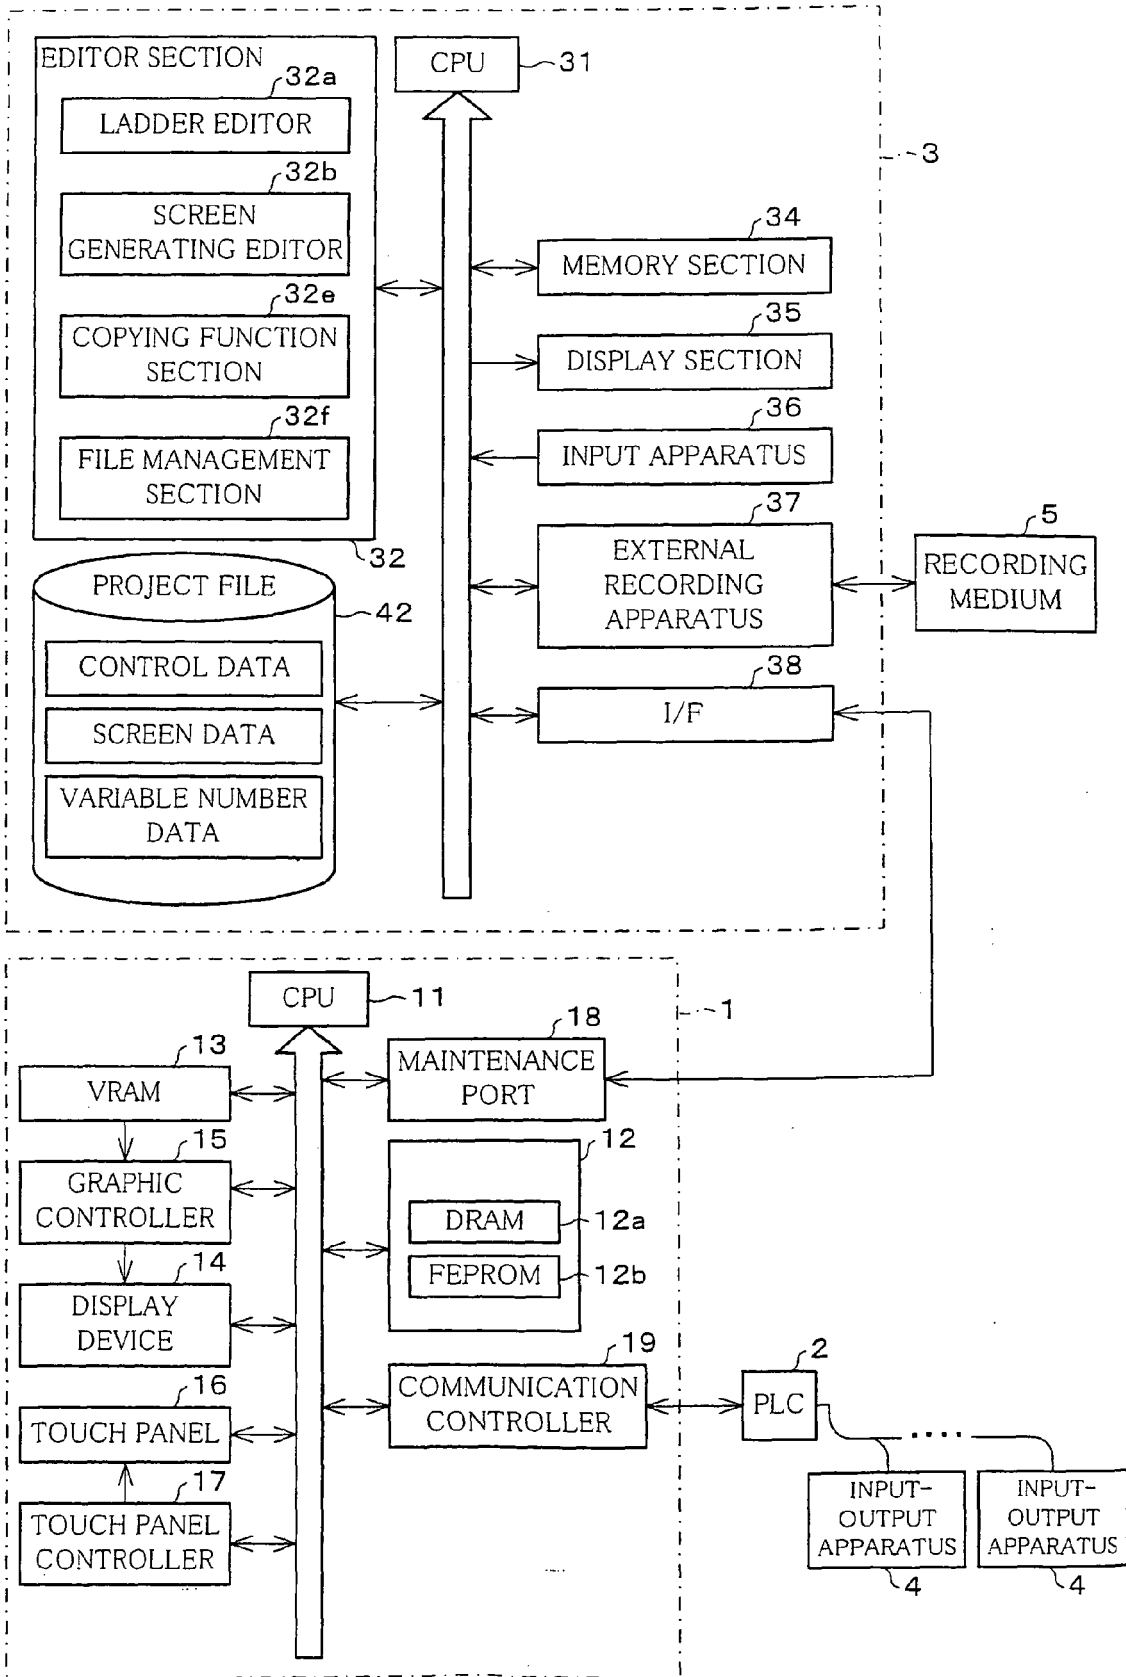 EDITOR SECTION
32a
LADDER EDITOR
32b
SCREEN
GENERATING EDITOR
32e
COPYING FUNCTION
SECTION
32f
FILE MANAGEMENT
SECTION
32
PROJECT FILE
42
CONTROL DATA
SCREEN DATA
VARIABLE NUMBER
DATA
CPU
31
3
34
MEMORY SECTION
35
DISPLAY SECTION
36
INPUT APPARATUS
37
EXTERNAL
RECORDING
APPARATUS
5
RECORDING
MEDIUM
38
I/F
CPU
11
1
13
VRAM
15
GRAPHIC
CONTROLLER
14
DISPLAY
DEVICE
16
TOUCH PANEL
17
TOUCH PANEL
CONTROLLER
18
MAINTENANCE
PORT
12
DRAM
12a
FEPROM
12b
19
COMMUNICATION
CONTROLLER
2
PLC
INPUT-
OUTPUT
APPARATUS
4
INPUT-
OUTPUT
APPARATUS
4